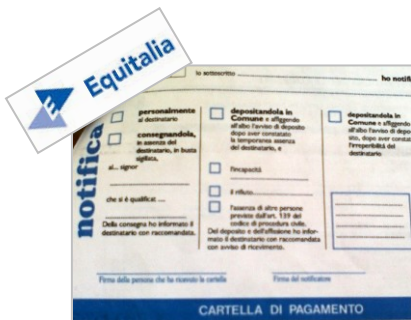 Equitalia
Io sottoscritto
ho notifi
notifica
personalmente
al destinatario
consegnandola,
in assenza del
destinatario, in busta
sigillata,
al... signor
che si è qualificat ....
Della consegna ho informato il
destinatario con raccomandata.
depositandola in
Comune e affiggendo
all'albo l'avviso di deposito
dopo aver constatato
la temporanea assenza
del destinatario, e
l'incapacità
il rifiuto
l'assenza di altre persone
previste dall'art. 139 del
codice di procedura civile.
Del deposito e dell'affissione ho infor-
mato il destinatario con raccomandata
con avviso di ricevimento.
depositandola in
Comune e affiggendo
all'albo l'avviso di depo
sito, dopo aver constatato
l'irreperibilità del
destinatario
Firma della persona che ha ricevuto la cartella
Firma del notificatore
CARTELLA DI PAGAMENTO